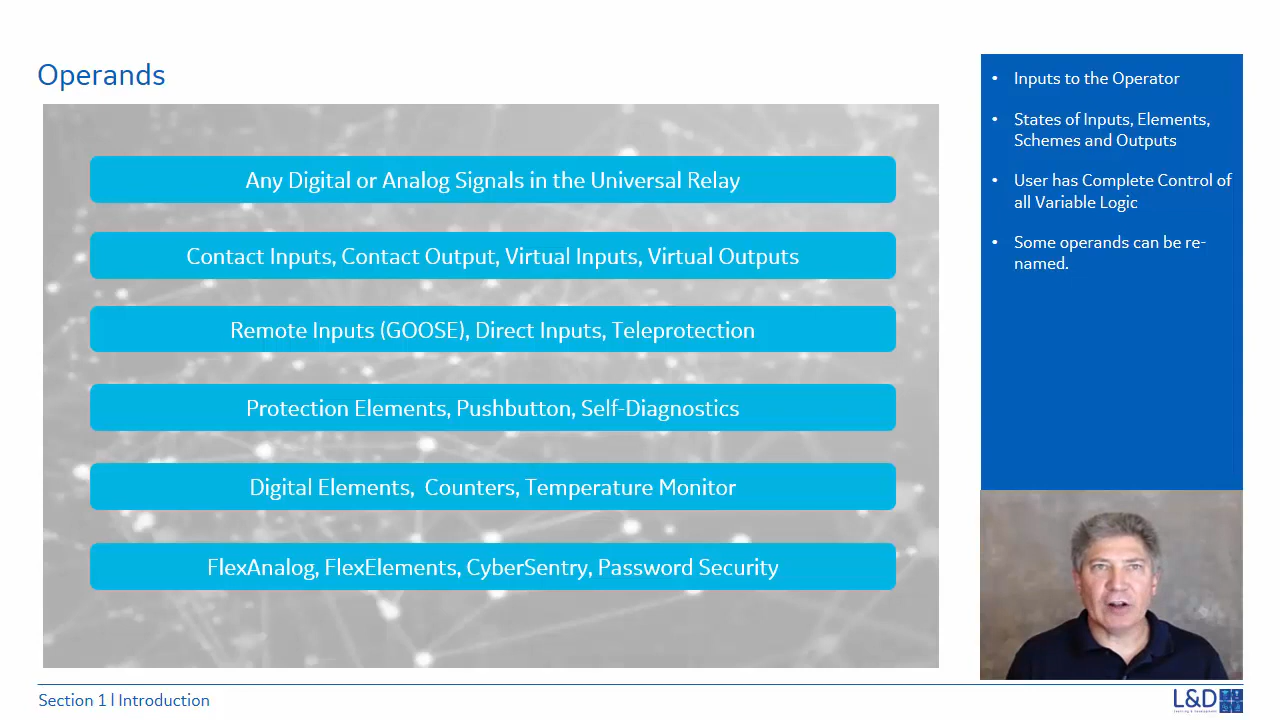 Operands
Any Digital or Analog Signals in the Universal Relay
Contact Inputs, Contact Output, Virtual Inputs, Virtual Outputs
Remote Inputs (GOOSE), Direct Inputs, Teleprotection
Protection Elements, Pushbutton, Self-Diagnostics
Digital Elements,  Counters, Temperature Monitor
FlexAnalog, FlexElements, CyberSentry, Password Security
• Inputs to the Operator
• States of Inputs, Elements,
Schemes and Outputs
• User has Complete Control of
all Variable Logic
• Some operands can be re-
named.
Section 1 | Introduction
L&D
Learning & Development